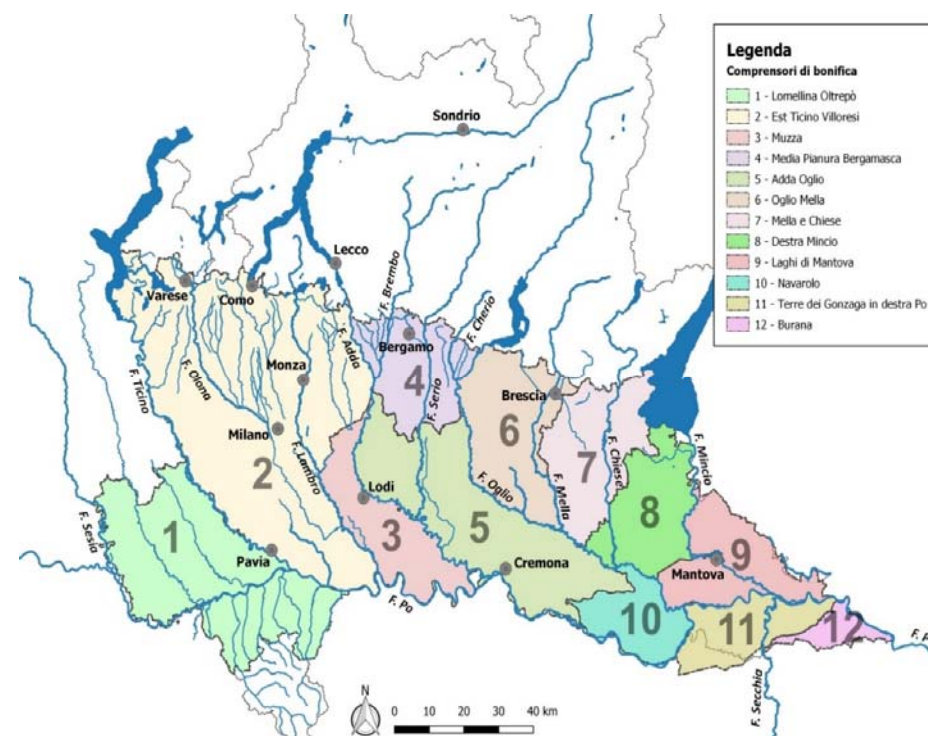 Legenda
Comprensori di bonifica
1 - Lomellina Oltrepò
2 - Est Ticino Villoresi
3 - Muzza
4 - Media Pianura Bergamasca
5 - Adda Oglio
6 - Oglio Mella
7 - Mella e Chiese
8 - Destra Mincio
9 - Laghi di Mantova
10 - Navarolo
11 - Terre dei Gonzaga in destra Po
12 - Burana
Sondrio
Lecco
Varese
Como
F. Brembo
F. Cherio
Bergamo
F. Adda
Monza
4
F. Serio
Brescia
F. Ticino
F. Olona
Milano
6
2
F. Lambro
7
F. Chiese
F. Mincio
F. Oglio
F. Mella
Lodi
8
F. Sesia
1
3
5
9
Pavia
Cremona
Mantova
F. Po
10
11
12
F. Secchia
N
0 10 20 30 40 km